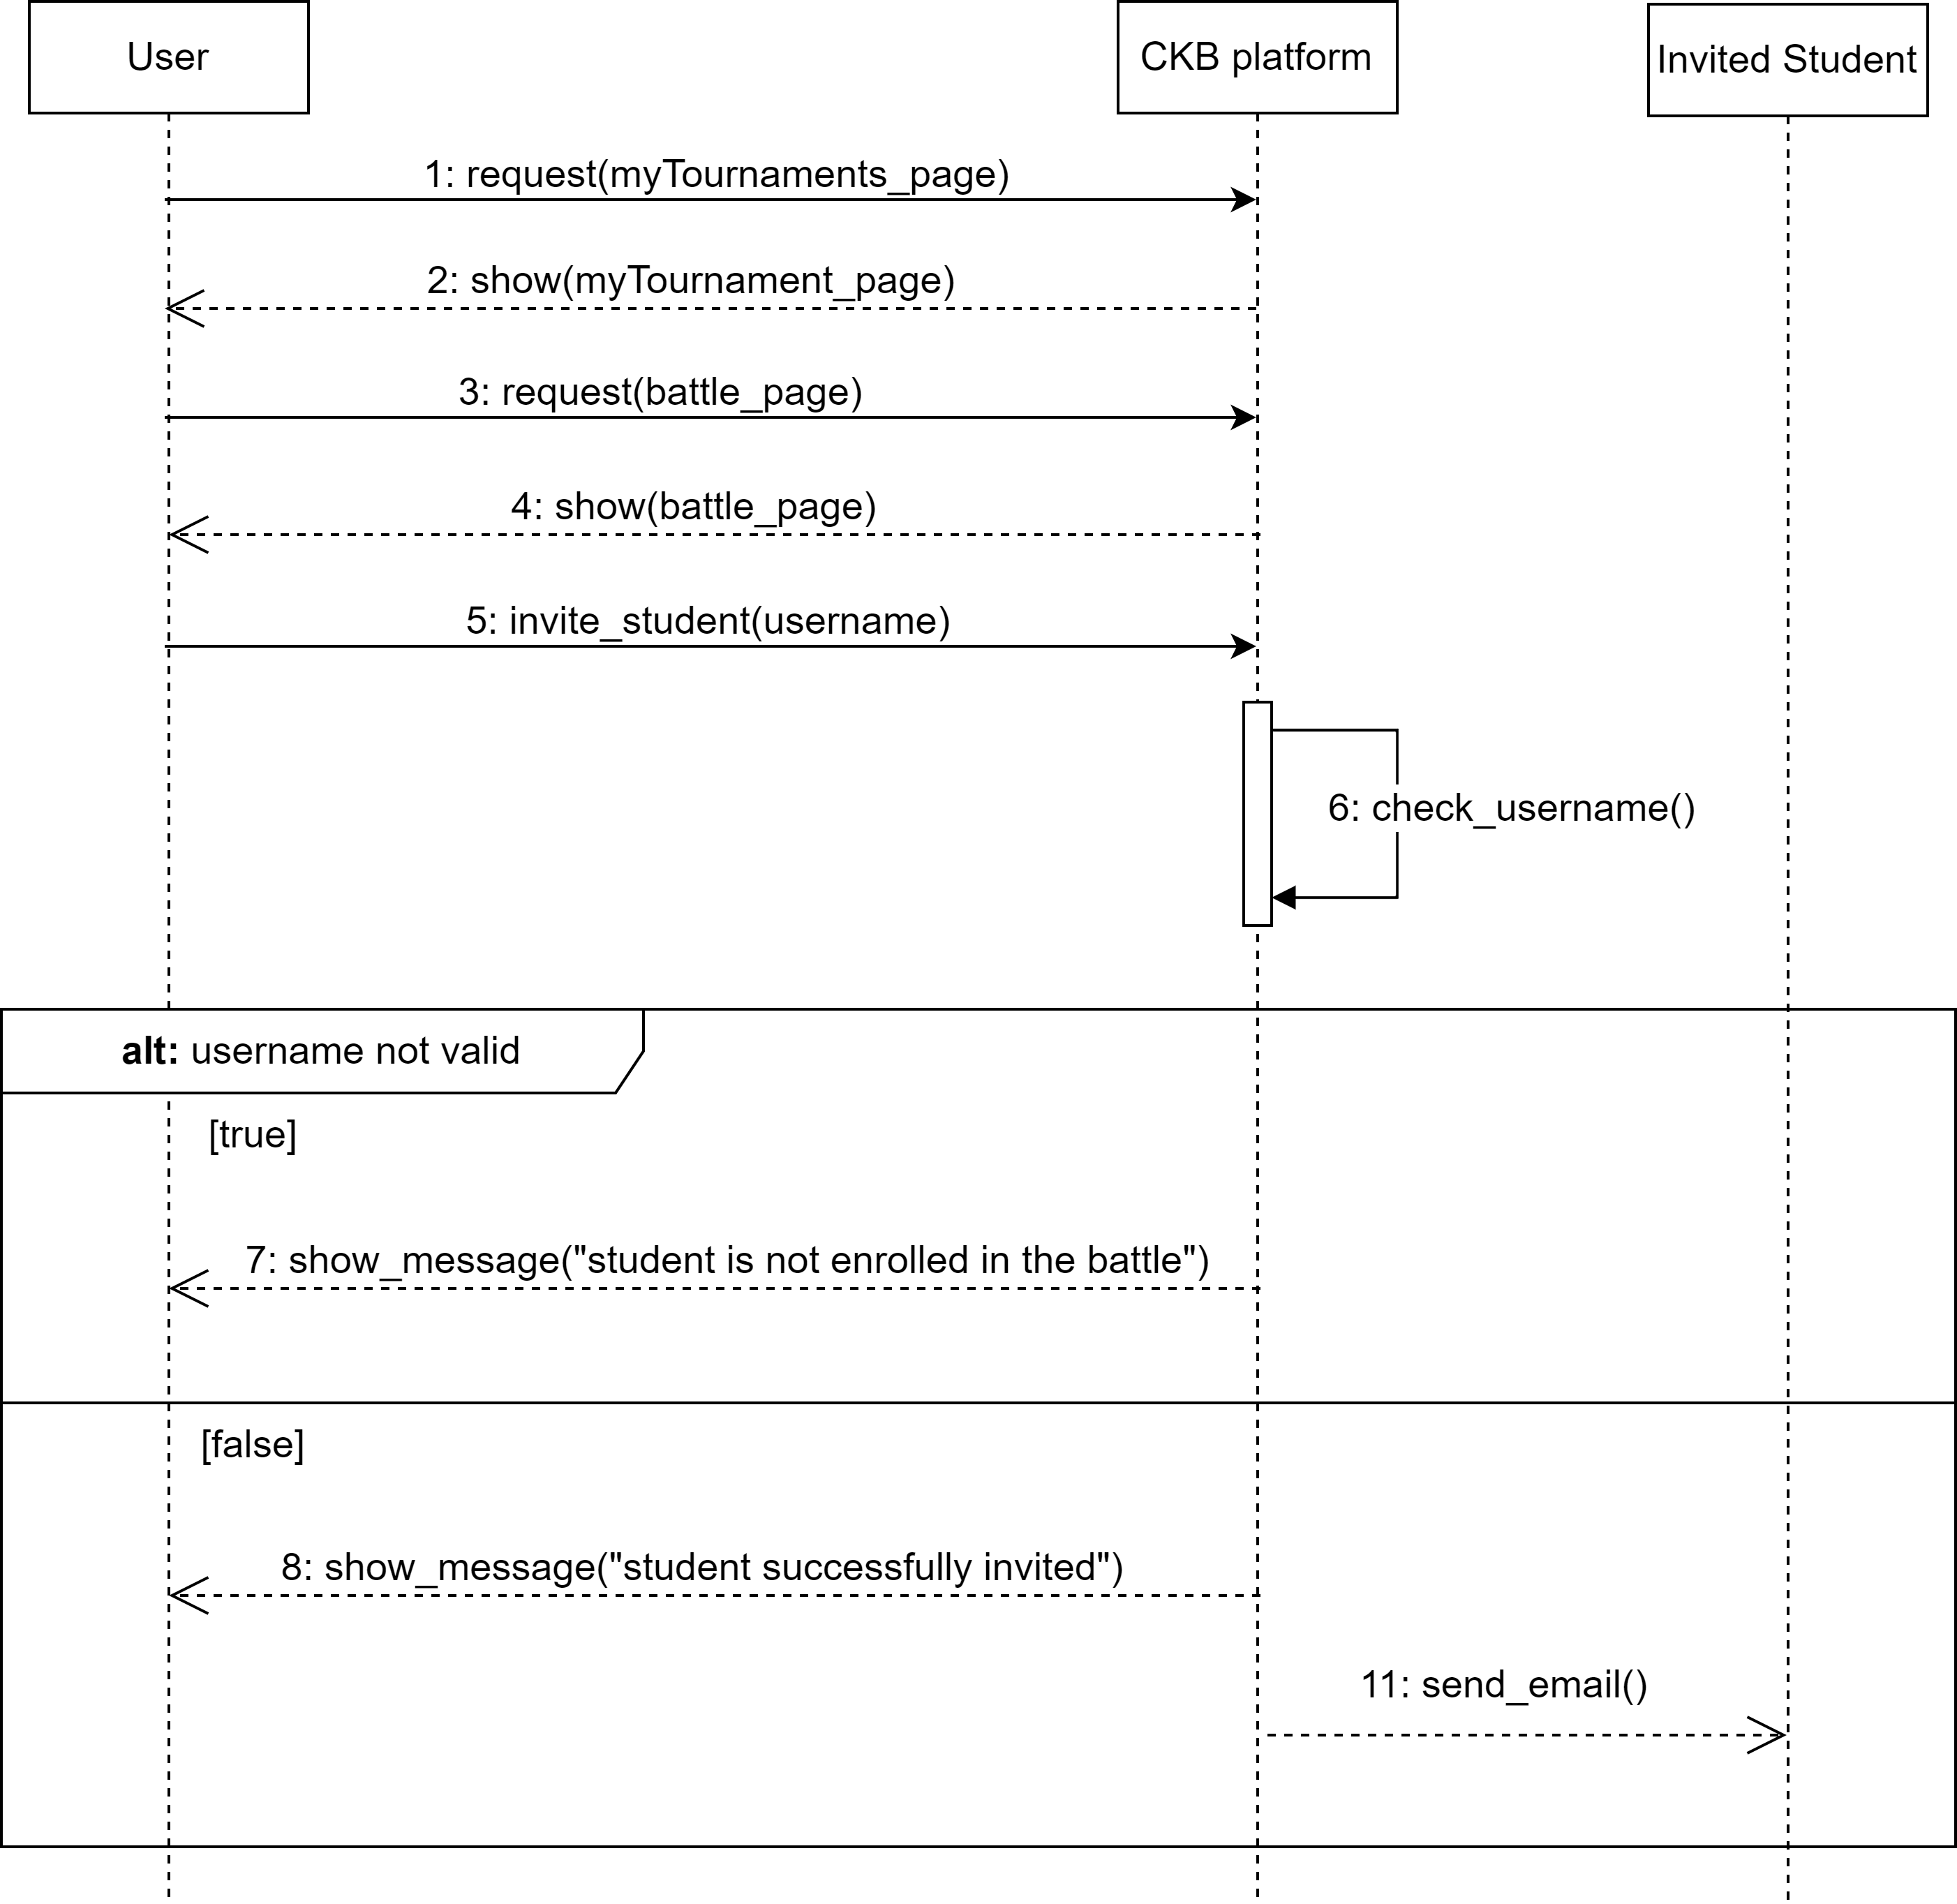 User
CKB platform
Invited Student
1: request(myTournaments_page)
2: show(myTournament_page)
3: request(battle_page)
4: show(battle_page)
5: invite_student(username)
6: check_username()
alt: username not valid
[true]
7: show_message("student is not enrolled in the battle")
[false]
8: show_message("student successfully invited")
11: send_email()